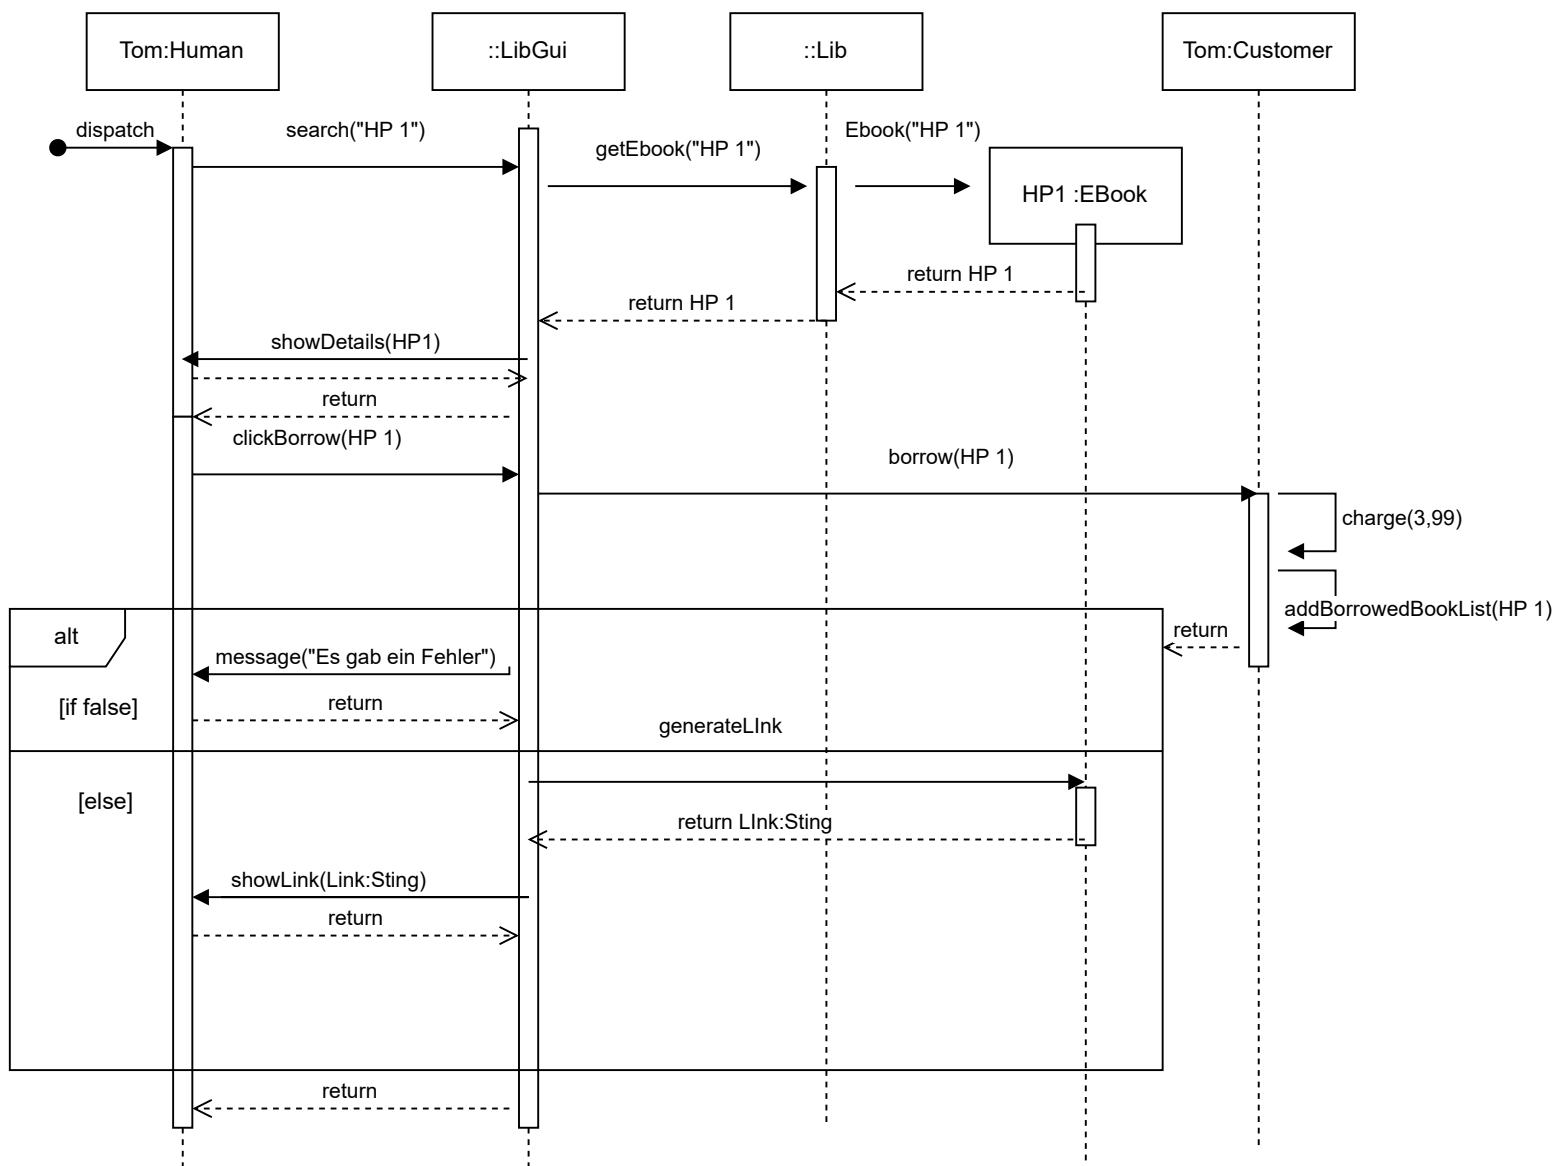 Tom:Human
::LibGui
::Lib
Tom:Customer
dispatch
search("HP 1")
Ebook("HP 1")
getEbook("HP 1")
HP1 :EBook
return HP 1
return HP 1
showDetails(HP1)
return
clickBorrow(HP 1)
borrow(HP 1)
charge(3,99)
addBorrowedBookList(HP 1)
alt
return
message("Es gab ein Fehler")
[if false]
return
generateLInk
[else]
return LInk:Sting
showLink(Link:Sting)
return
return